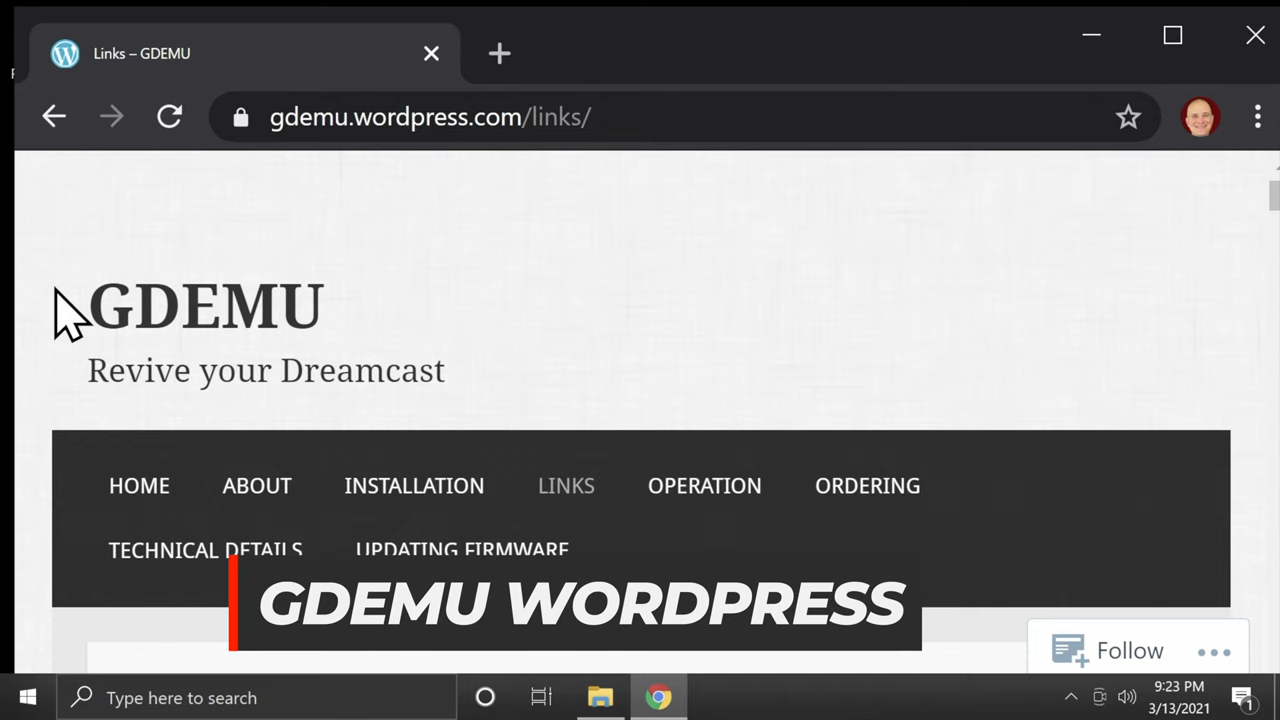 Links – GDEMU
gdemu.wordpress.com/links/
GDEMU
Revive your Dreamcast
HOME ABOUT INSTALLATION LINKS OPERATION ORDERING
TECHNICAL DETAILS UPDATING FIRMWARE
GDEMU WORDPRESS
Follow
Type here to search
9:23 PM
3/13/2021
1